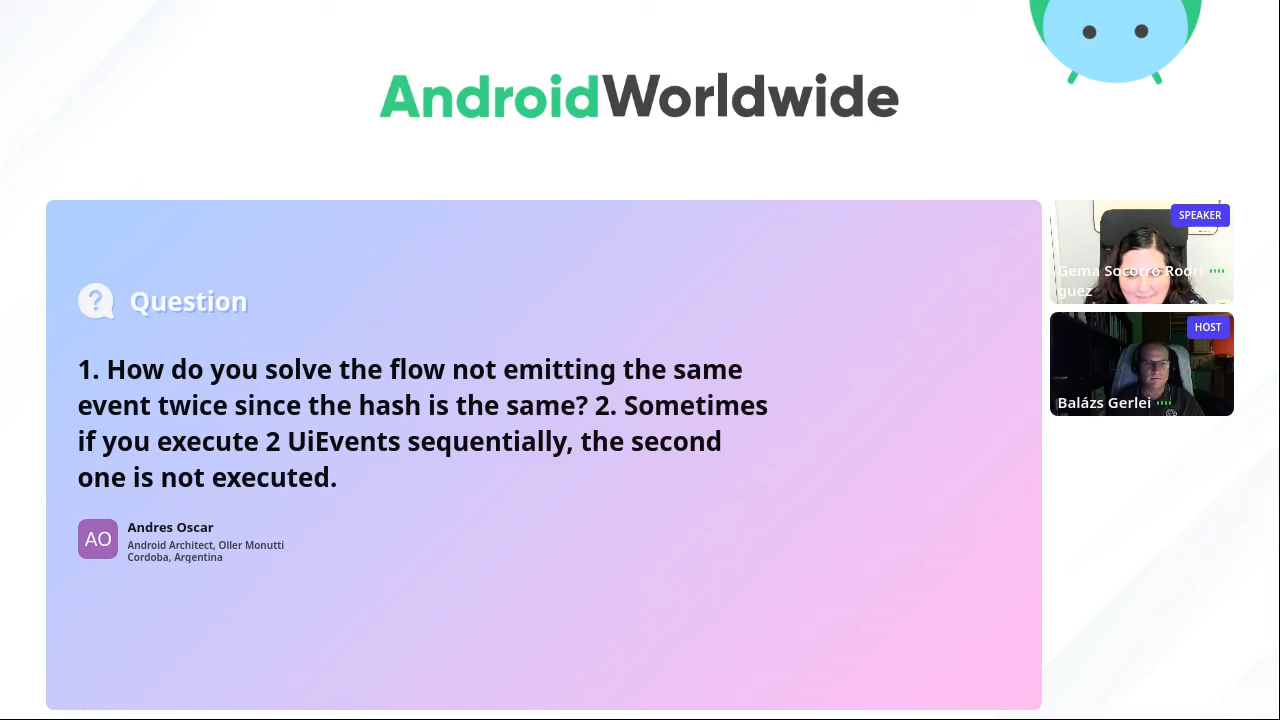 AndroidWorldwide
SPEAKER
Gema Socorro Rodri
guez
HOST
Balázs Gerlei
? Question
1. How do you solve the flow not emitting the same
event twice since the hash is the same? 2. Sometimes
if you execute 2 UiEvents sequentially, the second
one is not executed.
AO
Andres Oscar
Android Architect, Oller Monutti
Cordoba, Argentina